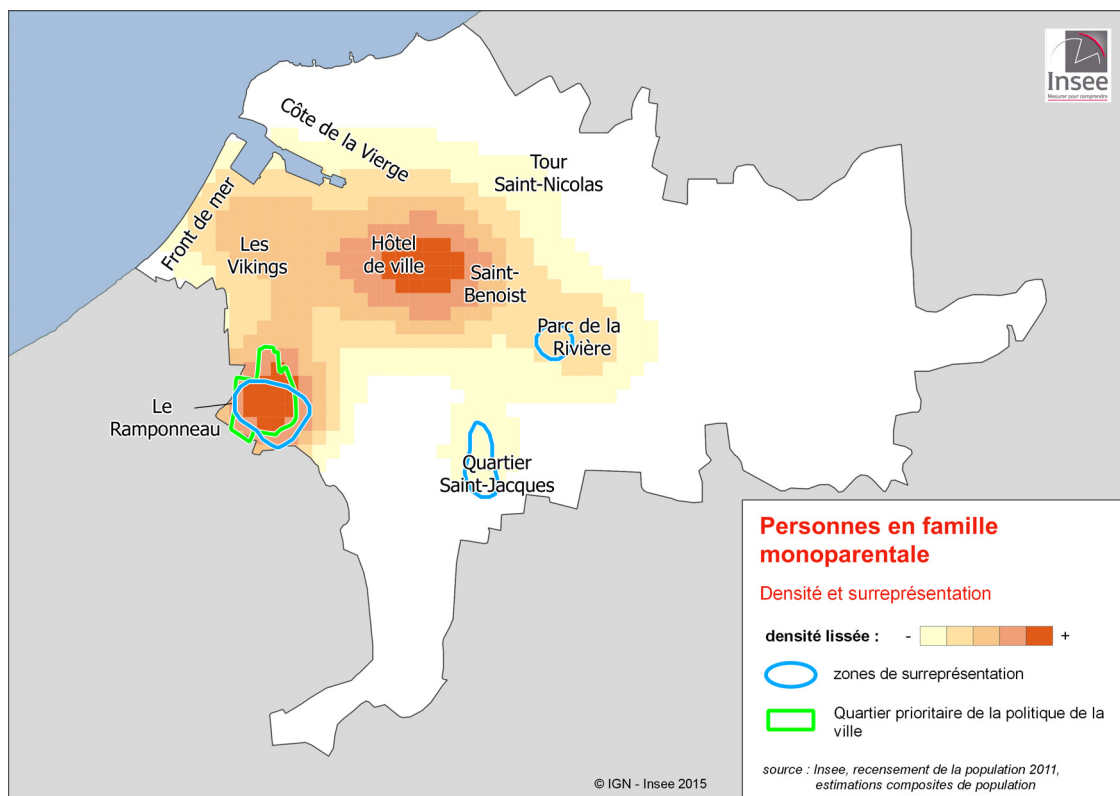 Insee
Mesurer pour comprendre
Côte de la Vierge
Tour
Saint-Nicolas
Front de mer
Les
Vikings
Hôtel
de ville
Saint-
Benoist
Parc de la
Rivière
Le
Ramponneau
Quartier
Saint-Jacques
Personnes en famille
monoparentale
Densité et surreprésentation
densité lissée : - +
zones de surreprésentation
Quartier prioritaire de la politique de la
ville
source : Insee, recensement de la population 2011,
estimations composites de population
© IGN - Insee 2015